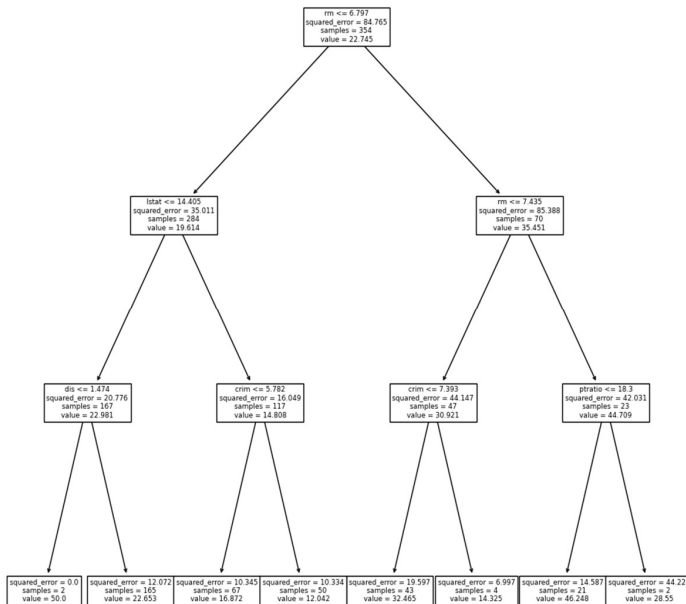 rm <= 6.797
squared_error = 84.765
samples = 354
value = 22.745
lstat <= 14.405
squared_error = 35.011
samples = 284
value = 19.614
rm <= 7.435
squared_error = 85.388
samples = 70
value = 35.451
dis <= 1.474
squared_error = 20.776
samples = 167
value = 22.981
crim <= 5.782
squared_error = 16.049
samples = 117
value = 14.808
crim <= 7.393
squared_error = 44.147
samples = 47
value = 30.921
ptratio <= 18.3
squared_error = 42.031
samples = 23
value = 44.709
squared_error = 0.0
samples = 2
value = 50.0
squared_error = 12.072
samples = 165
value = 22.653
squared_error = 10.345
samples = 67
value = 16.872
squared_error = 10.334
samples = 50
value = 12.042
squared_error = 19.597
samples = 43
value = 32.465
squared_error = 6.997
samples = 4
value = 14.325
squared_error = 14.587
samples = 21
value = 46.248
squared_error = 44.22
samples = 2
value = 28.55